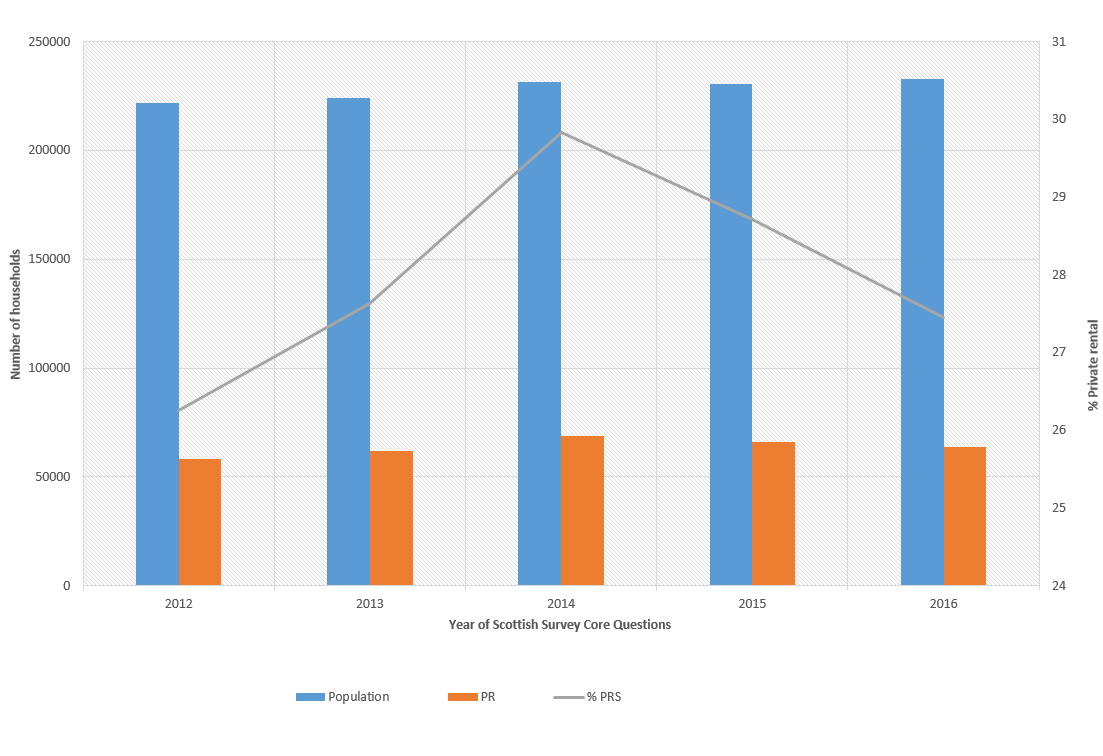 250000
200000
150000
100000
50000
0
Number of households
31
30
29
28
27
26
25
24
% Private rental
2012 2013 2014 2015 2016
Year of Scottish Survey Core Questions
Population PR % PRS